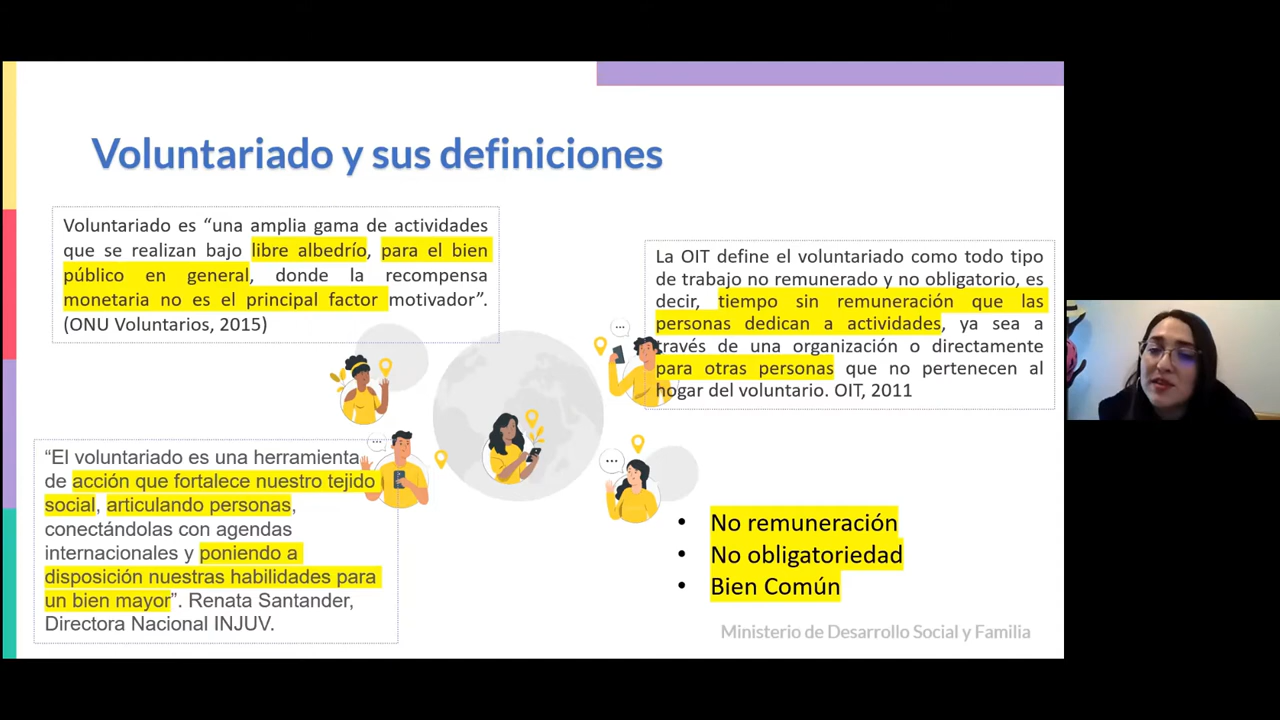 Voluntariado y sus definiciones
Voluntariado es “una amplia gama de actividades
que se realizan bajo libre albedrío, para el bien
público en general, donde la recompensa
monetaria no es el principal factor motivador”.
(ONU Voluntarios, 2015)
La OIT define el voluntariado como todo tipo
de trabajo no remunerado y no obligatorio, es
decir, tiempo sin remuneración que las
personas dedican a actividades, ya sea a
través de una organización o directamente
para otras personas que no pertenecen al
hogar del voluntario. OIT, 2011
“El voluntariado es una herramienta
de acción que fortalece nuestro tejido
social, articulando personas,
conectándolas con agendas
internacionales y poniendo a
disposición nuestras habilidades para
un bien mayor”. Renata Santander,
Directora Nacional INJUV.
• No remuneración
• No obligatoriedad
• Bien Común
Ministerio de Desarrollo Social y Familia